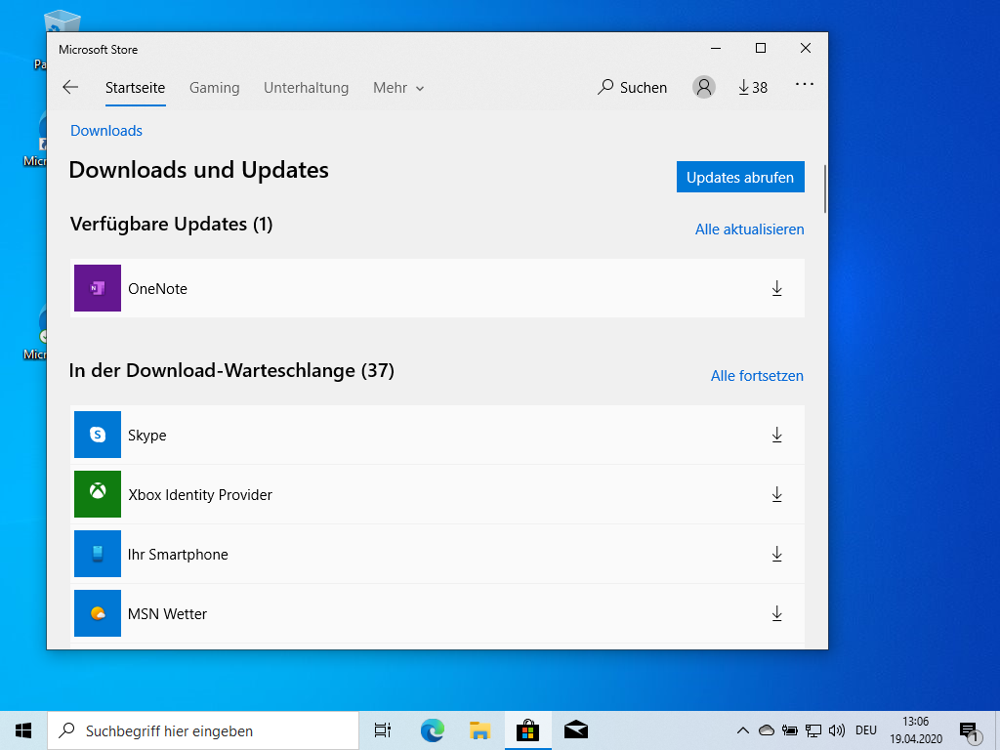 Pa
Microsoft Store
Startseite Gaming Unterhaltung Mehr Suchen 38
Downloads
Downloads und Updates
Updates abrufen
Verfügbare Updates (1)
Alle aktualisieren
OneNote
In der Download-Warteschlange (37)
Alle fortsetzen
Skype
Xbox Identity Provider
Ihr Smartphone
MSN Wetter
Micr
Micr
Suchbegriff hier eingeben
DEU
13:06
19.04.2020
1